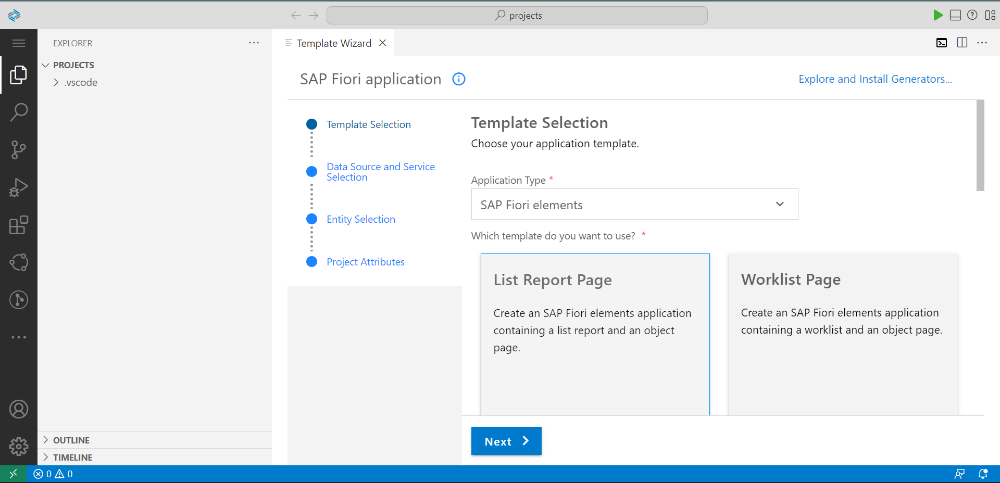 projects
EXPLORER
PROJECTS
.vscode
OUTLINE
TIMELINE
Template Wizard
SAP Fiori application
Explore and Install Generators...
Template Selection
Data Source and Service
Selection
Entity Selection
Project Attributes
Template Selection
Choose your application template.
Application Type *
SAP Fiori elements
Which template do you want to use? *
List Report Page
Create an SAP Fiori elements application
containing a list report and an object
page.
Worklist Page
Create an SAP Fiori elements application
containing a worklist and an object page.
Next
0 0